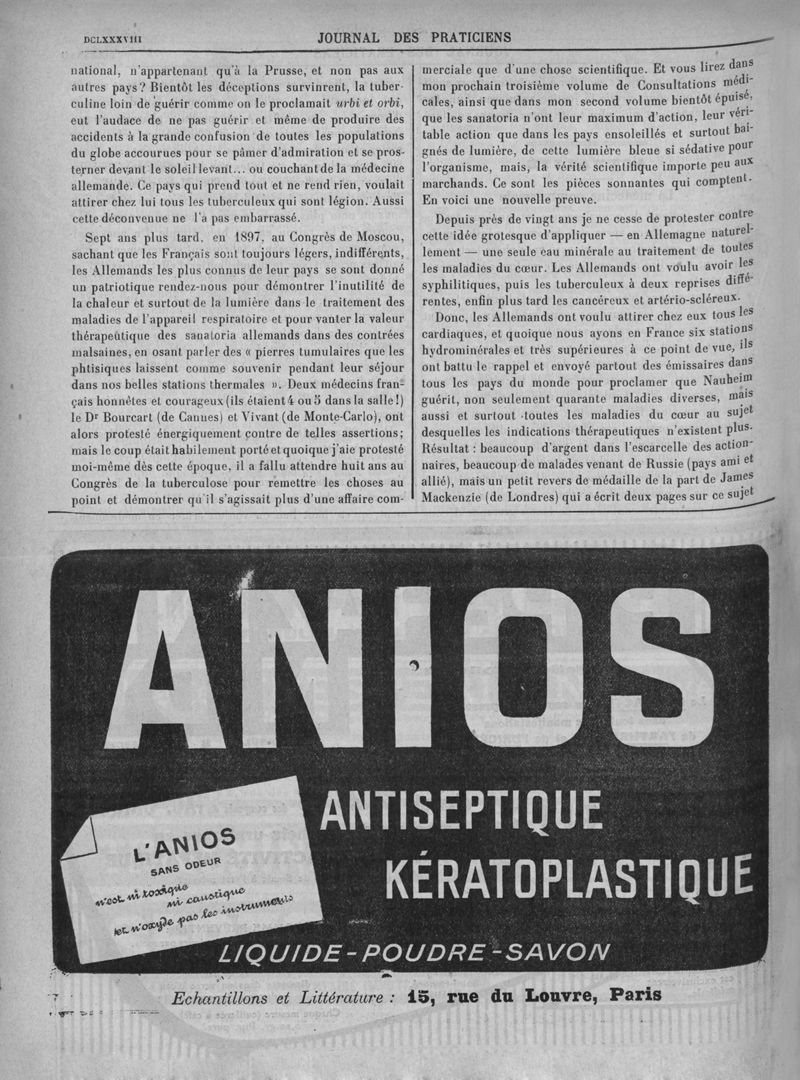 DCLXXXVIII
JOURNAL DES PRATICIENS
national, n'appartenant qu'à la Prusse, et non pas aux
autres pays? Bientôt les déceptions survinrent, la tuber-
culine loin de guérir comme on le proclamait urbi et orbi,
eut l'audace de ne pas guérir et même de produire des
accidents à la grande confusion de toutes les populations
du globe accourues pour se pâmer d'admiration et se pros-
terner devant le soleil levant... ou couchant de la médecine
allemande. Ce pays qui prend tout et ne rend rien, voulait
attirer chez lui tous les tuberculeux qui sont légion. Aussi
cette déconvenue ne l'a pas embarrassé.
Sept ans plus tard, en 1897, au Congrès de Moscou,
sachant que les Français sont toujours légers, indifférents,
les Allemands les plus connus de leur pays se sont donné
un patriotique rendez-nous pour démontrer l'inutilité de
la chaleur et surtout de la lumière dans le traitement des
maladies de l'appareil respiratoire et pour vanter la valeur
thérapeutique des sanatoria allemands dans des contrées
malsaines, en osant parler des « pierres tumulaires que les
phtisiques laissent comme souvenir pendant leur séjour
dans nos belles stations thermales ». Deux médecins fran-
çais honnêtes et courageux (ils étaient 4 ou 5 dans la salle!)
le Dr Bourcart (de Cannes) et Vivant (de Monte-Carlo), ont
alors protesté énergiquement contre de telles assertions;
mais le coup était habilement porté et quoique j'aie protesté
moi-même dès cette époque, il a fallu attendre huit ans au
Congrès de la tuberculose pour remettre les choses au
point et démontrer qu'il s'agissait plus d'une affaire com-
merciale que d'une chose scientifique. Et vous lirez dans
mon prochain troisième volume de Consultations médi-
cales, ainsi que dans mon second volume bientôt épuisé,
que les sanatoria n'ont leur maximum d'action, leur véri-
table action que dans les pays ensoleillés et surtout bai-
gnés de lumière, de cette lumière bleue si sédative pour
l'organisme, mais, la vérité scientifique importe peu aux
marchands. Ce sont les pièces sonnantes qui comptent.
En voici une nouvelle preuve.
Depuis près de vingt ans je ne cesse de protester contre
cette idée grotesque d'appliquer — en Allemagne naturel-
lement — une seule eau minérale au traitement de toutes
les maladies du cœur. Les Allemands ont voulu avoir les
syphilitiques, puis les tuberculeux à deux reprises diffé-
rentes, enfin plus tard les cancéreux et artério-scléreux.
Donc, les Allemands ont voulu attirer chez eux tous les
cardiaques, et quoique nous ayons en France six stations
hydrominérales et très supérieures à ce point de vue, ils
ont battu le rappel et envoyé partout des émissaires dans
tous les pays du monde pour proclamer que Nauheim
guérit, non seulement quarante maladies diverses, mais
aussi et surtout toutes les maladies du cœur au sujet
desquelles les indications thérapeutiques n'existent plus.
Résultat : beaucoup d'argent dans l'escarcelle des action-
naires, beaucoup de malades venant de Russie (pays ami et
allié), mais un petit revers de médaille de la part de James
Mackenzie (de Londres) qui a écrit deux pages sur ce sujet
ANIOS
ANTISEPTIQUE
KÉRATOPLASTIQUE
L'ANIOS
SANS ODEUR
n'est ni toxique
ni caustique
et n'oxyde pas les instruments
LIQUIDE-POUDRE-SAVON
Echantillons et Littérature : 15, rue du Louvre, Paris